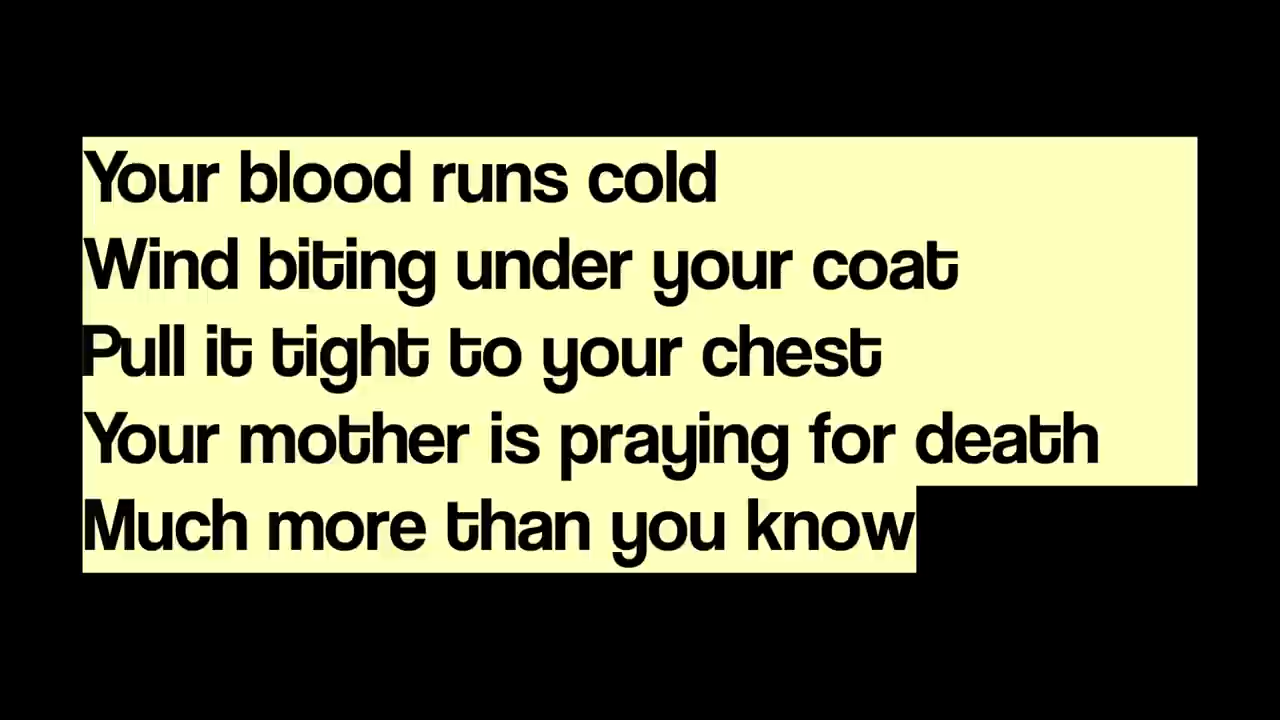 Your blood runs cold
Wind biting under your coat
Pull it tight to your chest
Your mother is praying for death
Much more than you know